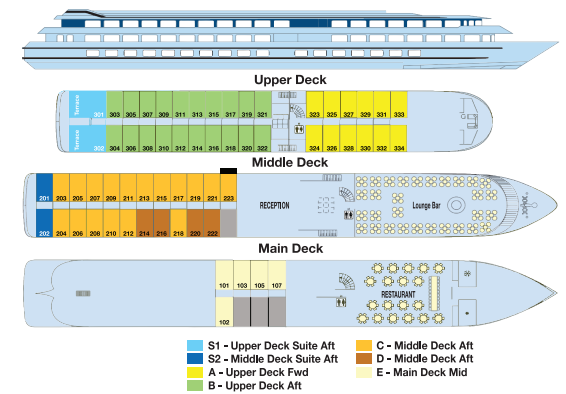 Upper Deck
Terrace 301 303 305 307 309 311 313 315 317 319 321 323 325 329 331 333
Terrace 302 304 306 308 310 312 314 316 318 320 322 324 326 328 330 332 334
Middle Deck
201 203 205 207 209 211 213 215 217 219 221 223
RECEPTION
Lounge Bar
202 204 206 208 210 212 214 216 218 220 222
Main Deck
101 103 105 107
RESTAURANT
102
S1 - Upper Deck Suite Aft
S2 - Middle Deck Suite Aft
A - Upper Deck Fwd
B - Upper Deck Aft
C - Middle Deck Aft
D - Middle Deck Aft
E - Main Deck Mid